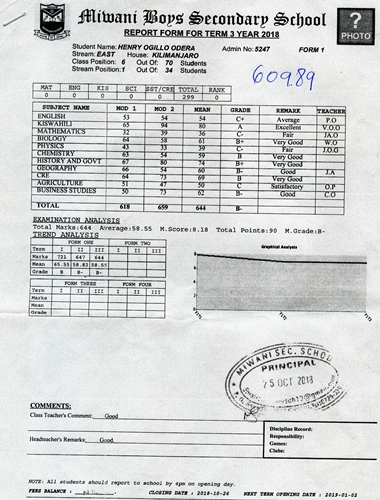 Miwani Boys Secondary School
REPORT FORM FOR TERM 3 YEAR 2018
?
PHOTO
Student Name: HENRY OGILLO ODERA Admin No: 5247 FORM 1
Stream: EAST House: KILIMANJARO
Class Position: 6 Out Of: 70 Students
Stream Position: 1 Out Of: 34 Students
60989
MAT ENG KIS SCI SST/CRE TOTAL RANK
0 0 0 0 0 299 0
SUBJECT NAME MOD 1 MOD 2 MEAN GRADE REMARK TEACHER
ENGLISH 53 54 54 C+ Average P.O
KISWAHILI 65 94 80 A Excellent V.O.O
MATHEMATICS 32 39 36 C- Fair JA.O
BIOLOGY 64 58 61 B+ Very Good W.O
PHYSICS 43 33 39 C- Fair J.O.G
CHEMISTRY 63 54 59 B Very Good
HISTORY AND GOVT 67 80 74 B+ Very Good
GEOGRAPHY 66 54 60 B- Good J.A
CRE 64 73 69 B Very Good
AGRICULTURE 51 47 50 C Satisfactory O.P
BUSINESS STUDIES 50 73 62 B- Good C.O
TOTAL 618 659 644 B-
EXAMINATION ANALYSIS
Total Marks:644 Average:58.55 M.Score:8.18 Total Points:90 M.Grade:B-
TREND ANALYSIS
FORM ONE FORM TWO
Term I II III I II III
Marks 721 647 644
Mean 65.55 58.82 58.55
Grade B B- B-
FORM THREE FORM FOUR
Term I II III I II III
Marks
Mean
Grade
Graphical Analysis
MIWANI SEC. SCHOOL
PRINCIPAL
25 OCT 2018
COMMENTS:
Class Teacher's Comment: Good
Headteacher's Remarks: Good
Discipline Record:
Responsibility:
Games:
Clubs:
NOTE: All students should report to school by 4pm on opening day.
FEES BALANCE : CLOSING DATE : 2018-10-26 NEXT TERM OPENING DATE : 2019-01-02